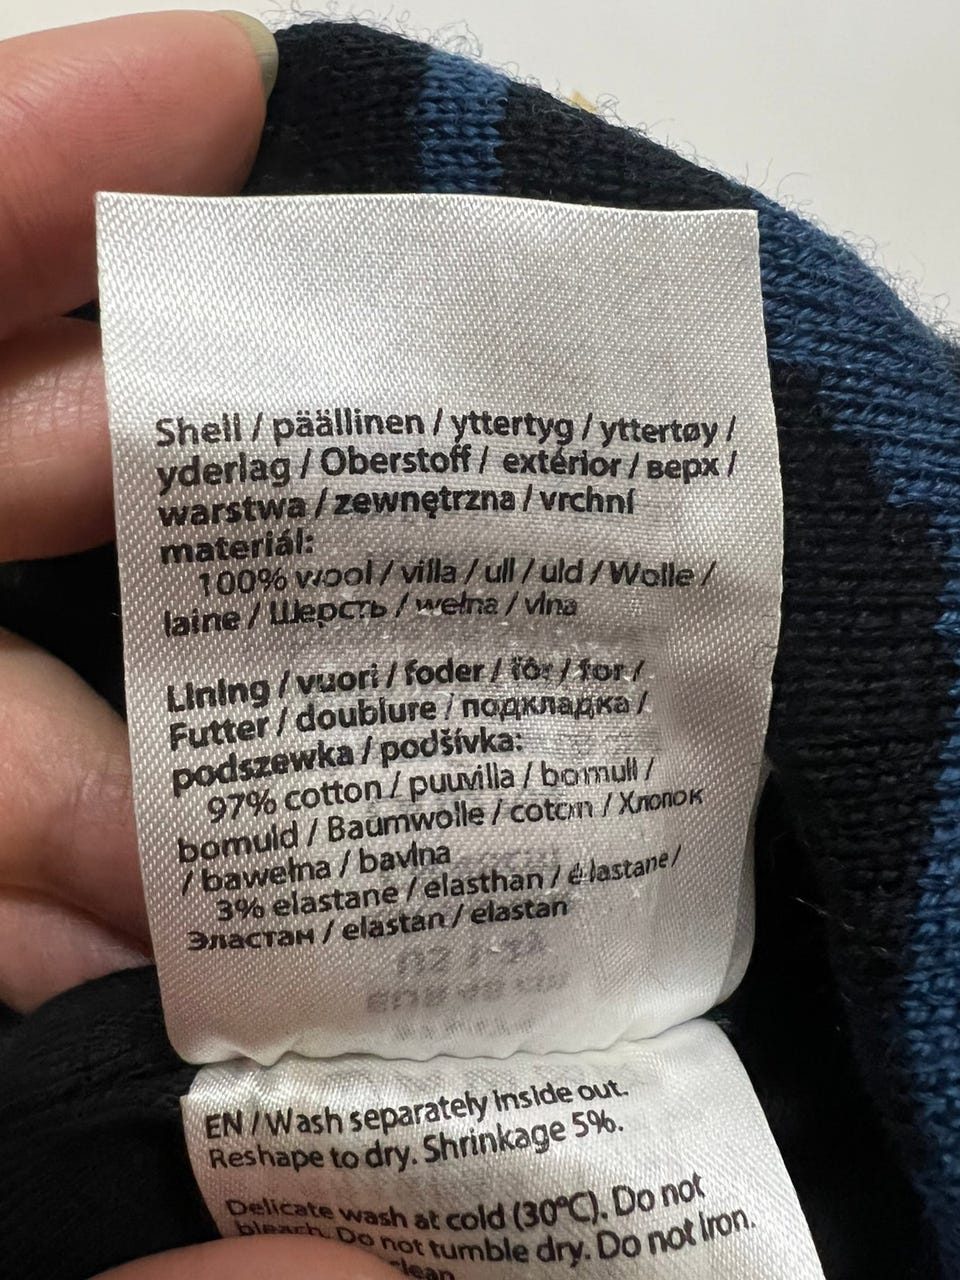 Shell / päällinen / yttertyg / yttertøy /
yderlag / Oberstoff / extérior / верх /
warstwa / zewnętrzna / vrchní
materiál:
100% wool / villa / ull / uld / Wolle /
laine / Шерсть / wełna / vlna
Lining / vuori / foder / fôr / for /
Futter / doublure / подкладка /
podszewka / podšívka:
97% cotton / puuvilla / bomull /
bomuld / Baumwolle / coton / Хлопок
/ bawełna / bavlna
3% elastane / elasthan / élastane /
Эластан / elastan / elastan
EN / Wash separately inside out.
Reshape to dry. Shrinkage 5%.
Delicate wash at cold (30°C). Do not
bleach. Do not tumble dry. Do not Iron.
clean